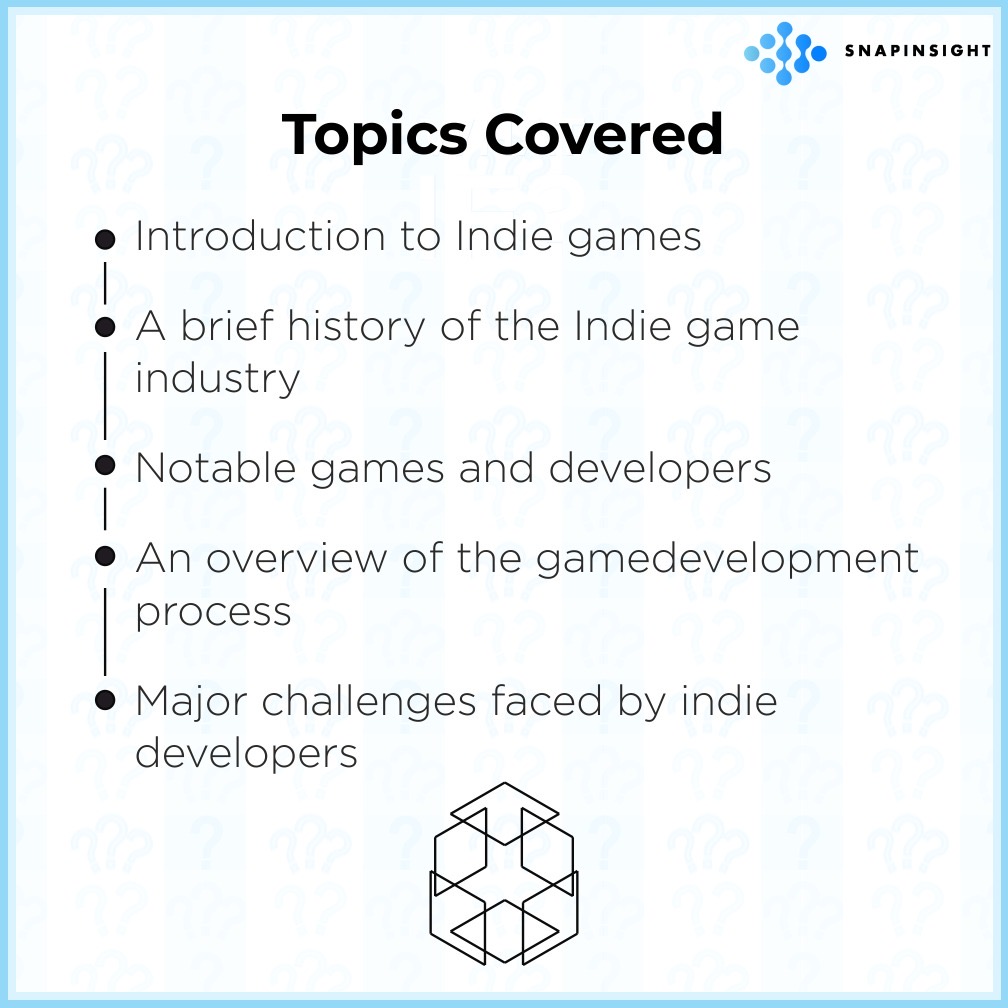 SNAPINSIGHT
Topics Covered
Introduction to Indie games
A brief history of the Indie game
industry
Notable games and developers
An overview of the gamedevelopment
process
Major challenges faced by indie
developers